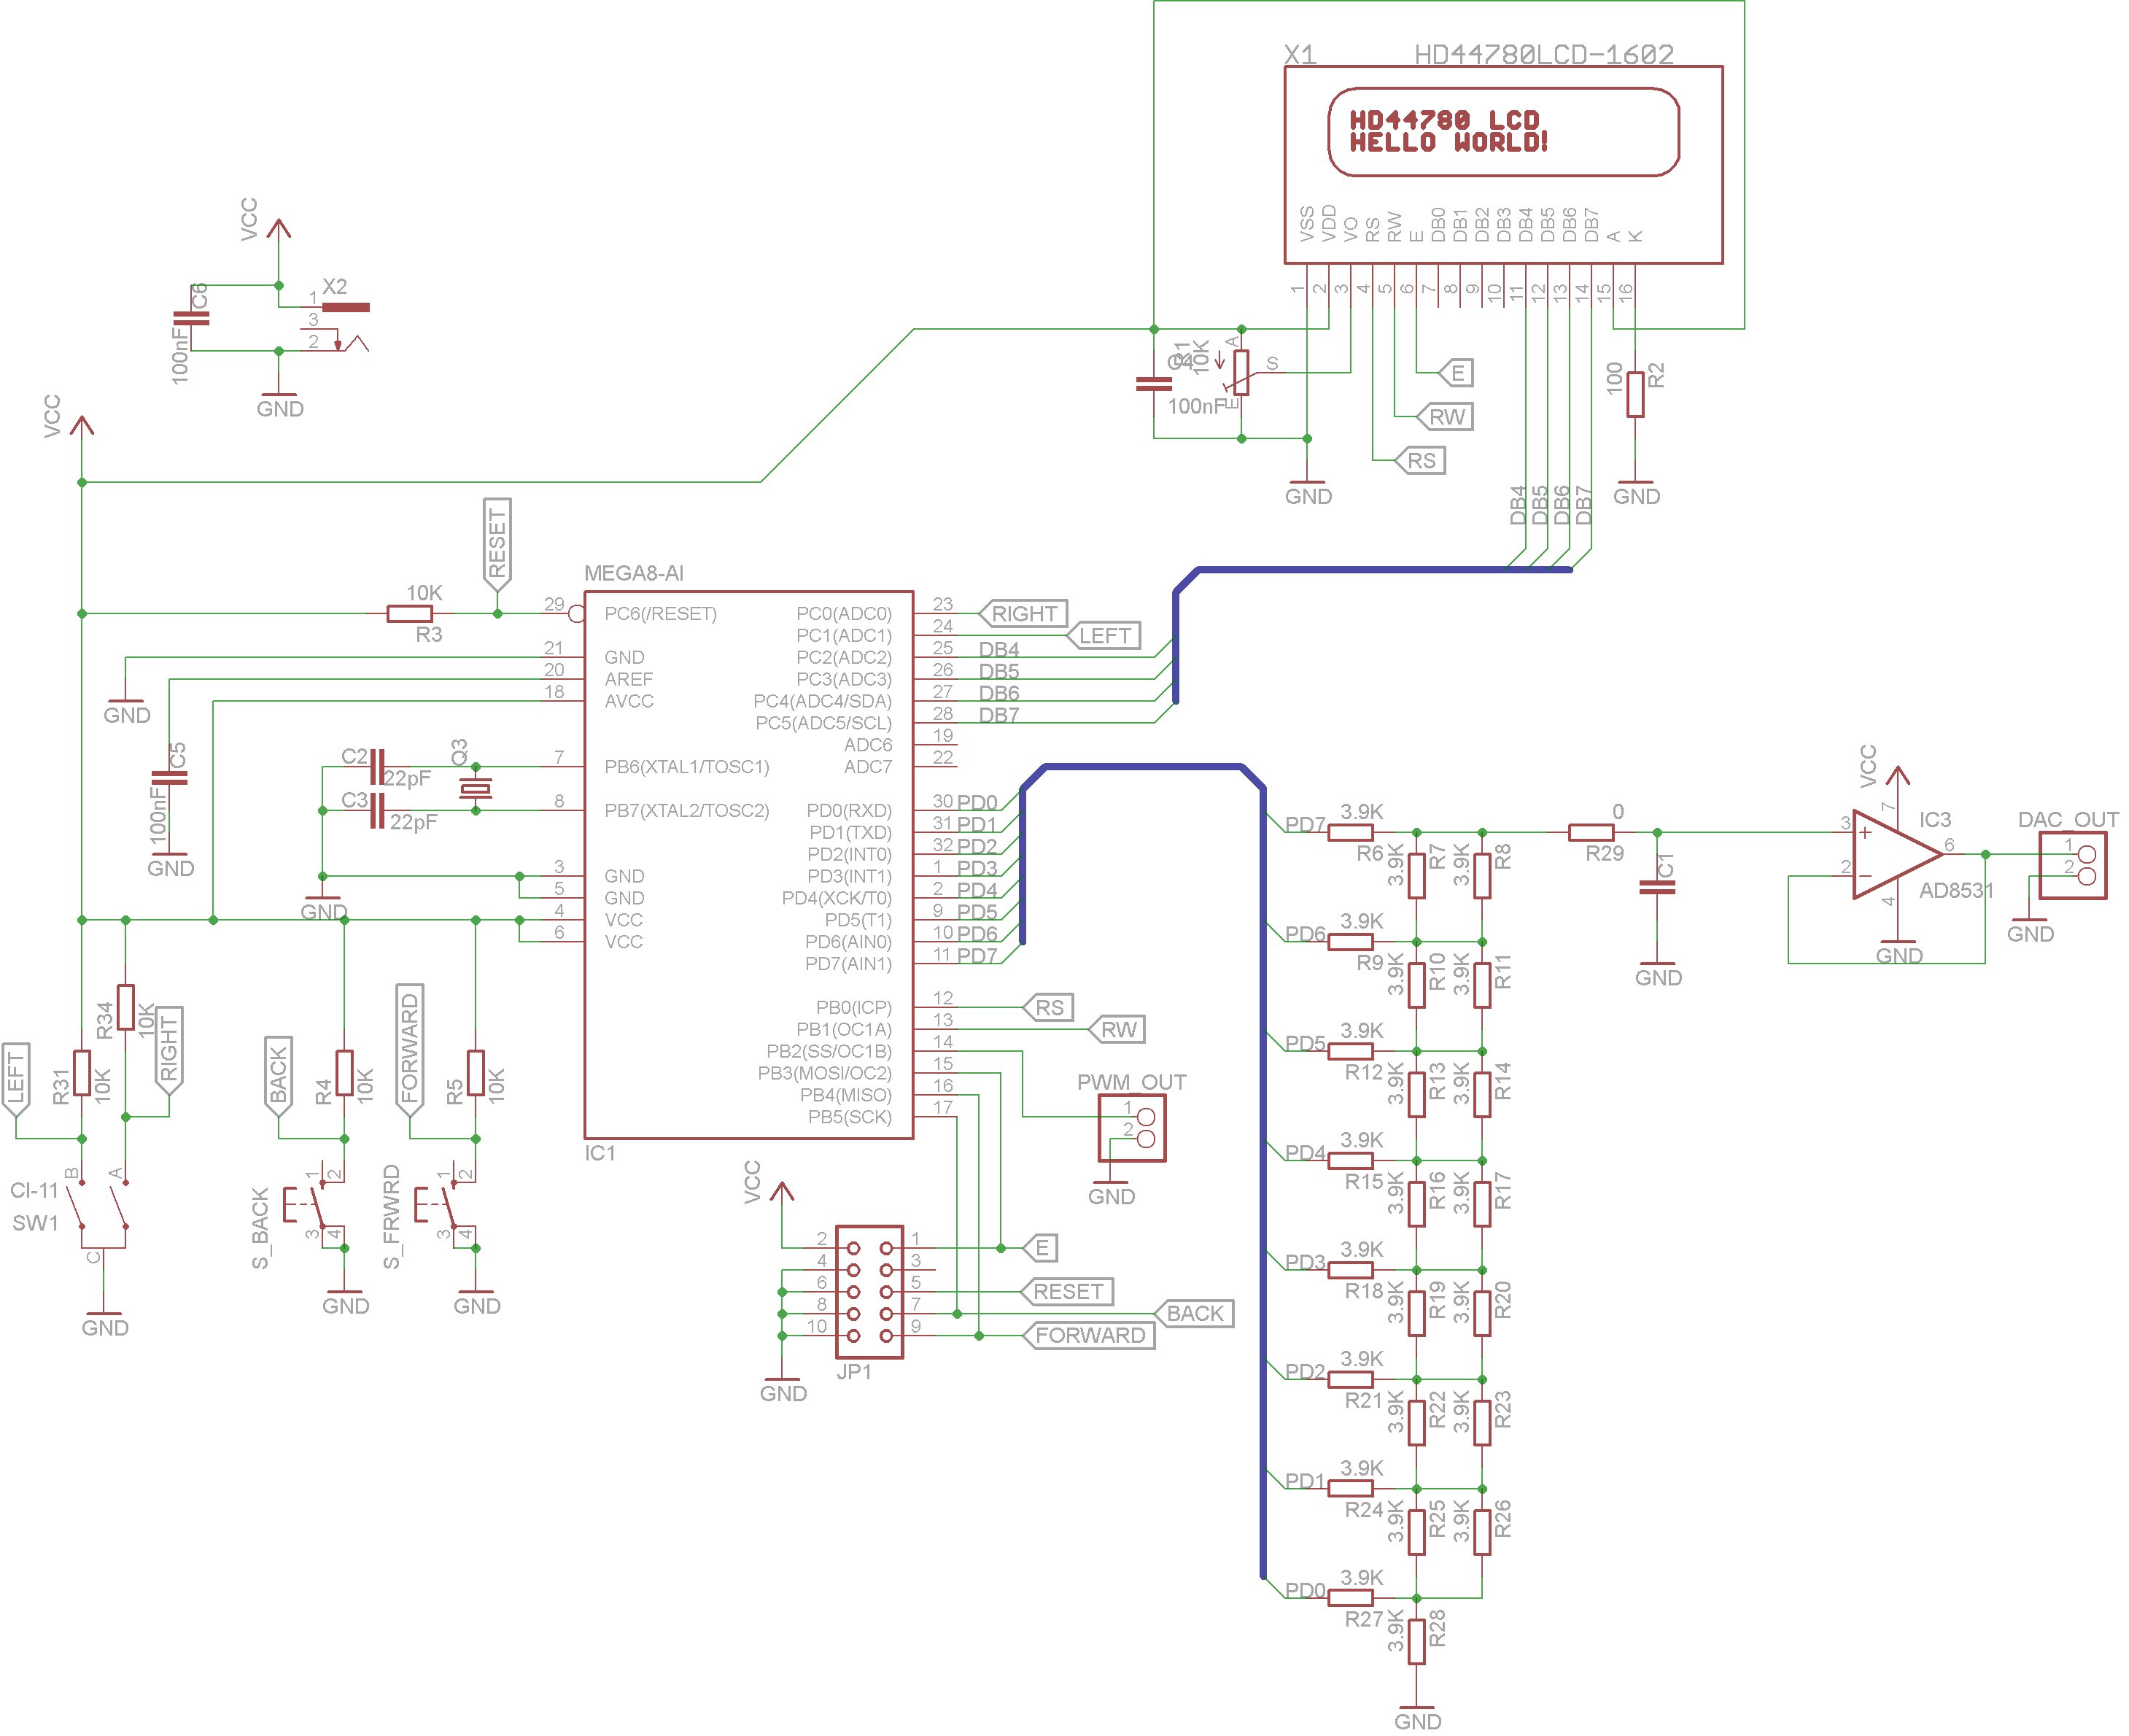 X1 HD44780LCD-1602
HD44780 LCD
HELLO WORLD!
VSS VDD VO RS RW E DB0 DB1 DB2 DB3 DB4 DB5 DB6 DB7 A K
1 2 3 4 5 6 7 8 9 10 11 12 13 14 15 16
VCC
C6
100nF
X2
1
3
2
GND
VCC
C4
100nF
R1
10K
A
S
E
E
RW
RS
GND
100
R2
GND
DB4 DB5 DB6 DB7
RESET
10K
R3
MEGA8-AI
29 PC6(/RESET)
21 GND
20 AREF
18 AVCC
7 PB6(XTAL1/TOSC1)
8 PB7(XTAL2/TOSC2)
3 GND
5 GND
4 VCC
6 VCC
IC1
PC0(ADC0) 23 RIGHT
PC1(ADC1) 24 LEFT
PC2(ADC2) 25 DB4
PC3(ADC3) 26 DB5
PC4(ADC4/SDA) 27 DB6
PC5(ADC5/SCL) 28 DB7
ADC6 19
ADC7 22
PD0(RXD) 30 PD0
PD1(TXD) 31 PD1
PD2(INT0) 32 PD2
PD3(INT1) 1 PD3
PD4(XCK/T0) 2 PD4
PD5(T1) 9 PD5
PD6(AIN0) 10 PD6
PD7(AIN1) 11 PD7
PB0(ICP) 12 RS
PB1(OC1A) 13 RW
PB2(SS/OC1B) 14
PB3(MOSI/OC2) 15
PB4(MISO) 16
PB5(SCK) 17
GND
C5
100nF
GND
C2
22pF
C3
22pF
Q3
GND
LEFT
R31
10K
R34
10K
RIGHT
BACK
R4
10K
FORWARD
R5
10K
CI-11
SW1
B
A
C
GND
S_BACK
1 2
3 4
GND
S_FRWRD
1 2
3 4
GND
PWM_OUT
1
2
GND
VCC
2 1 E
4 3
6 5 RESET
8 7 BACK
10 9 FORWARD
JP1
GND
PD7 3.9K R6
3.9K R7
3.9K R8
PD6 3.9K R9
3.9K R10
3.9K R11
PD5 3.9K R12
3.9K R13
3.9K R14
PD4 3.9K R15
3.9K R16
3.9K R17
PD3 3.9K R18
3.9K R19
3.9K R20
PD2 3.9K R21
3.9K R22
3.9K R23
PD1 3.9K R24
3.9K R25
3.9K R26
PD0 3.9K R27
3.9K R28
GND
0
R29
C1
GND
VCC
7
3 +
2 −
6
4
IC3
AD8531
GND
DAC_OUT
1
2
GND